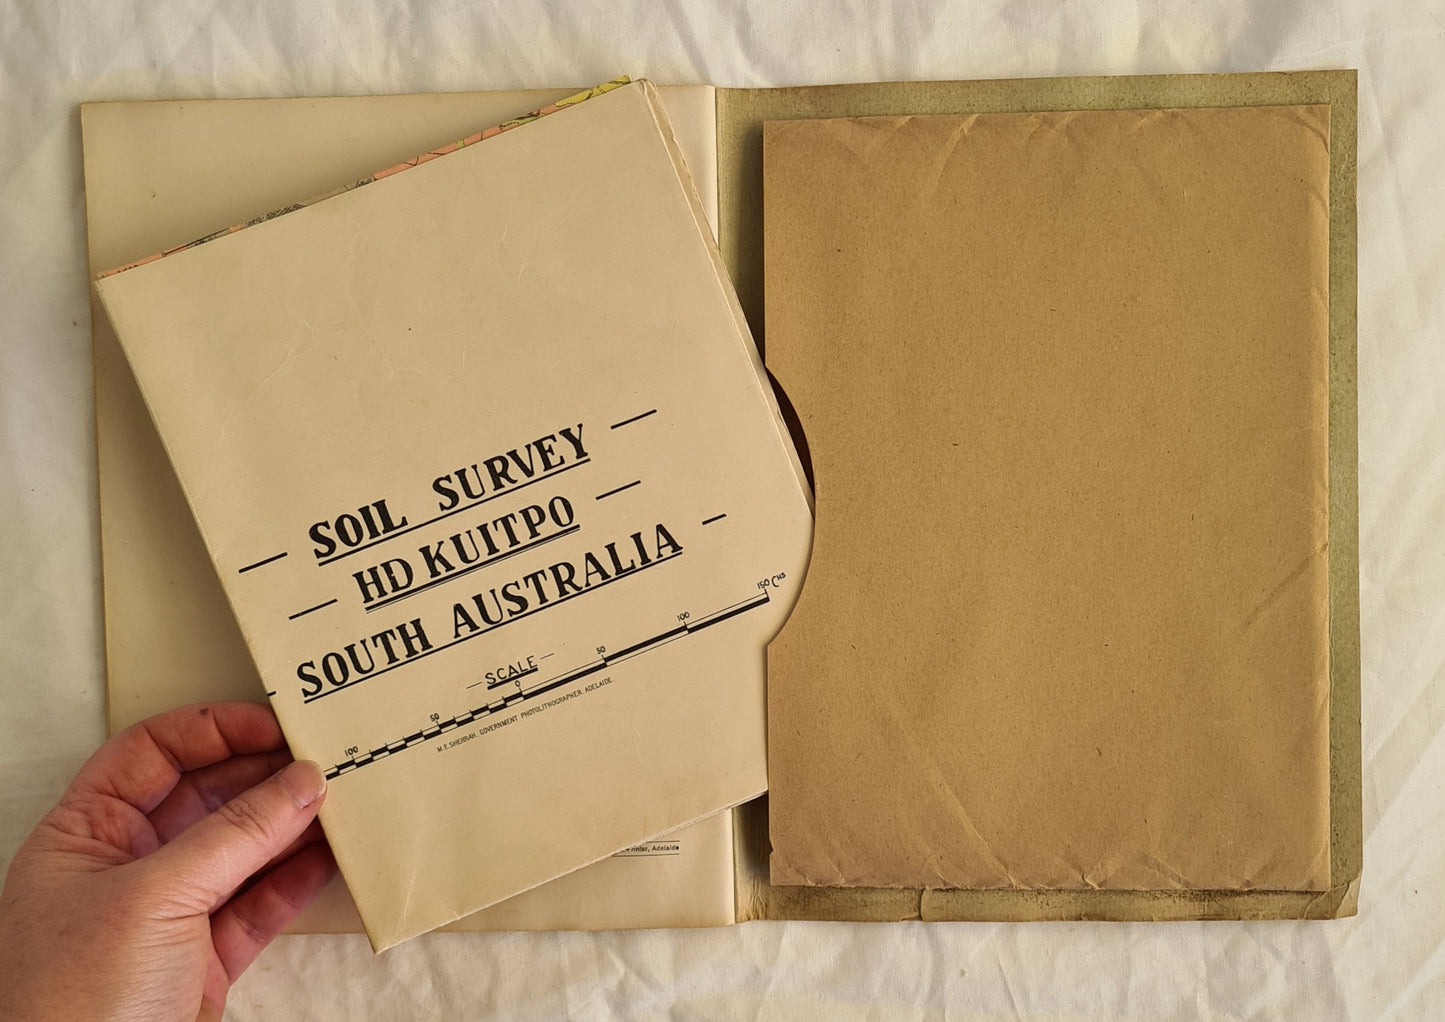 — SOIL SURVEY —
— HD KUITPO —
— SOUTH AUSTRALIA —
— SCALE —
100 50 0 50 100 150 CHS
M.E. SHERRAH. GOVERNMENT PHOTOLITHOGRAPHER. ADELAIDE.
Adelaide